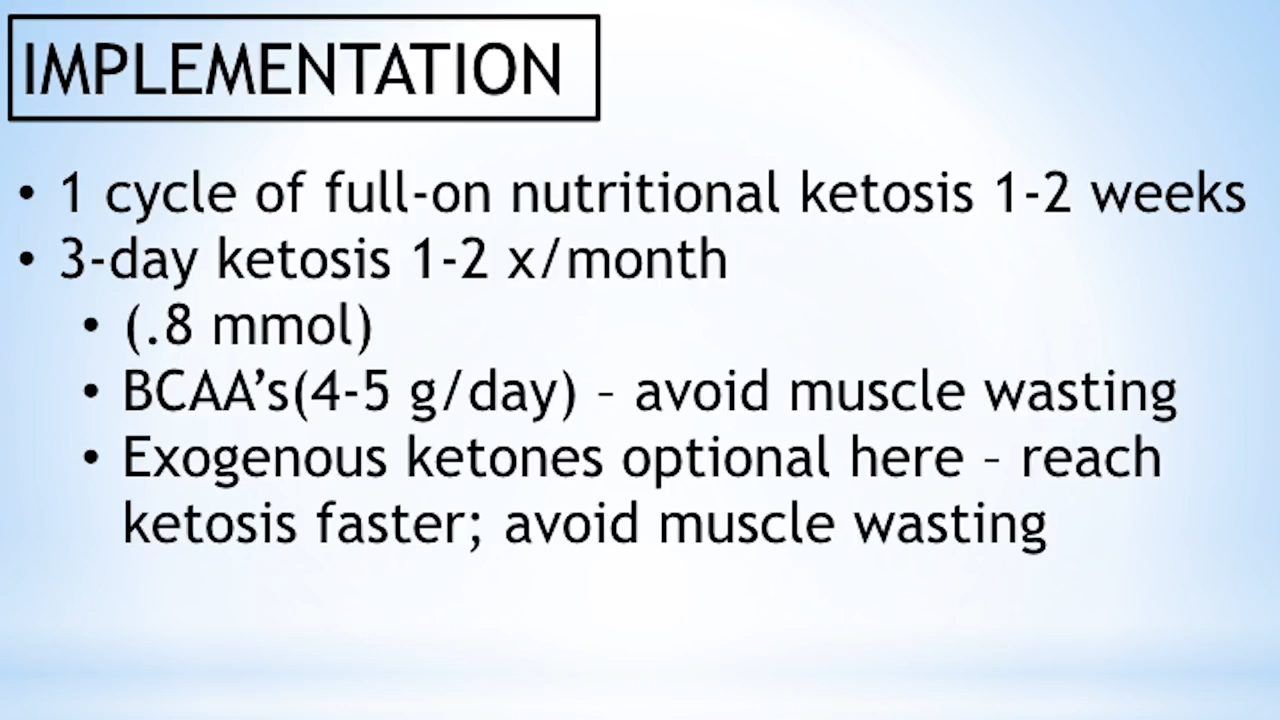 IMPLEMENTATION
• 1 cycle of full-on nutritional ketosis 1-2 weeks
• 3-day ketosis 1-2 x/month
• (.8 mmol)
• BCAA’s(4-5 g/day) – avoid muscle wasting
• Exogenous ketones optional here – reach
ketosis faster; avoid muscle wasting